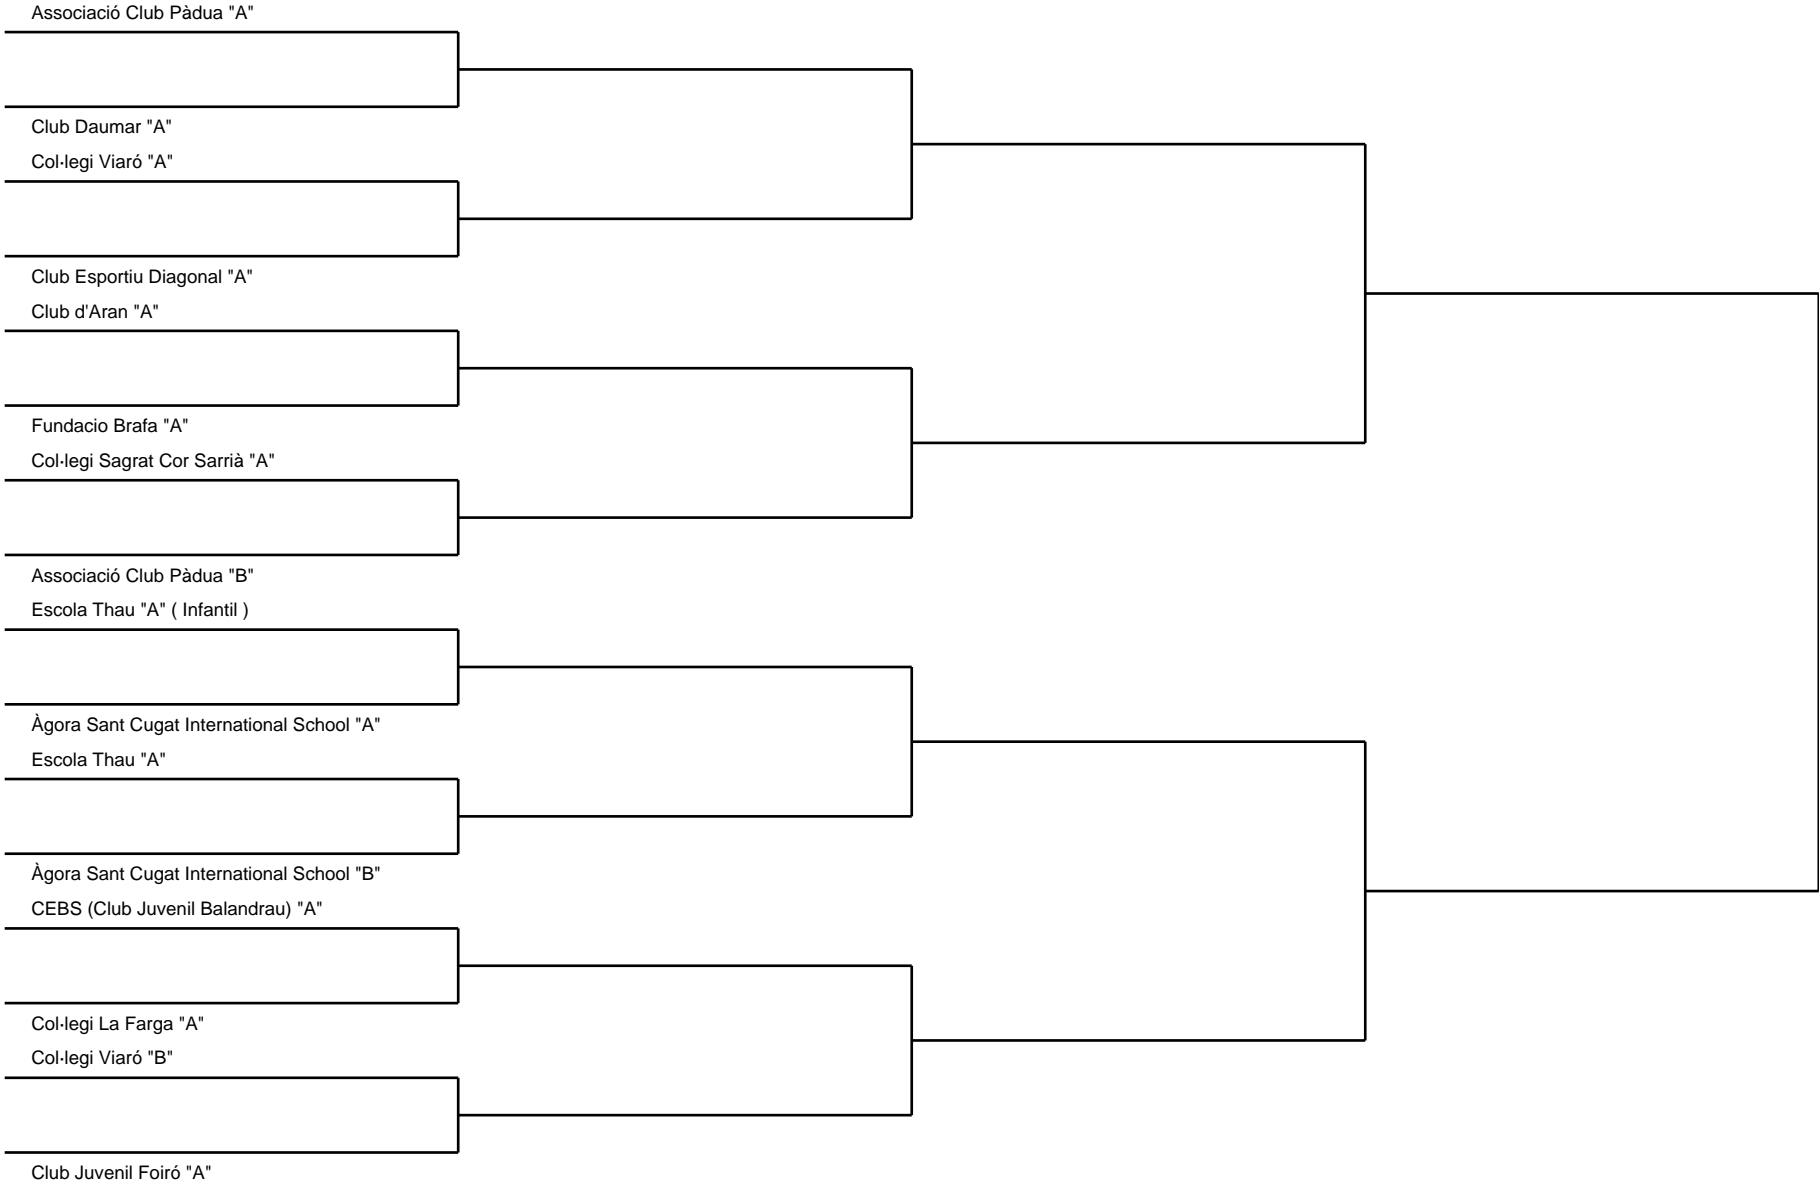 Associació Club Pàdua "A"
Club Daumar "A"
Col·legi Viaró "A"
Club Esportiu Diagonal "A"
Club d'Aran "A"
Fundacio Brafa "A"
Col·legi Sagrat Cor Sarrià "A"
Associació Club Pàdua "B"
Escola Thau "A" ( Infantil )
Àgora Sant Cugat International School "A"
Escola Thau "A"
Àgora Sant Cugat International School "B"
CEBS (Club Juvenil Balandrau) "A"
Col·legi La Farga "A"
Col·legi Viaró "B"
Club Juvenil Foiró "A"